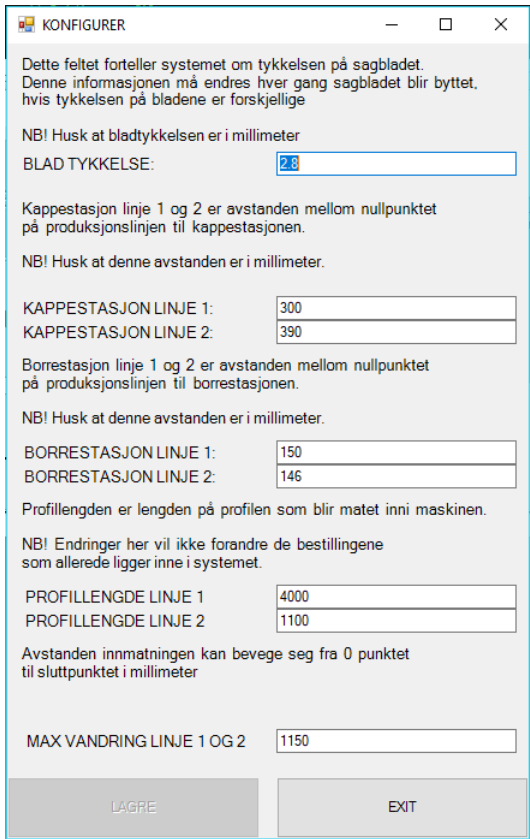 KONFIGURER
Dette feltet forteller systemet om tykkelsen på sagbladet.
Denne informasjonen må endres hver gang sagbladet blir byttet,
hvis tykkelsen på bladene er forskjellige
NB! Husk at bladtykkelsen er i millimeter
BLAD TYKKELSE: 2.8
Kappestasjon linje 1 og 2 er avstanden mellom nullpunktet
på produksjonslinjen til kappestasjonen.
NB! Husk at denne avstanden er i millimeter.
KAPPESTASJON LINJE 1: 300
KAPPESTASJON LINJE 2: 390
Borrestasjon linje 1 og 2 er avstanden mellom nullpunktet
på produksjonslinjen til borrestasjonen.
NB! Husk at denne avstanden er i millimeter.
BORRESTASJON LINJE 1: 150
BORRESTASJON LINJE 2: 146
Profillengden er lengden på profilen som blir matet inni maskinen.
NB! Endringer her vil ikke forandre de bestillingene
som allerede ligger inne i systemet.
PROFILLENGDE LINJE 1 4000
PROFILLENGDE LINJE 2 1100
Avstanden innmatningen kan bevege seg fra 0 punktet
til sluttpunktet i millimeter
MAX VANDRING LINJE 1 OG 2 1150
LAGRE EXIT